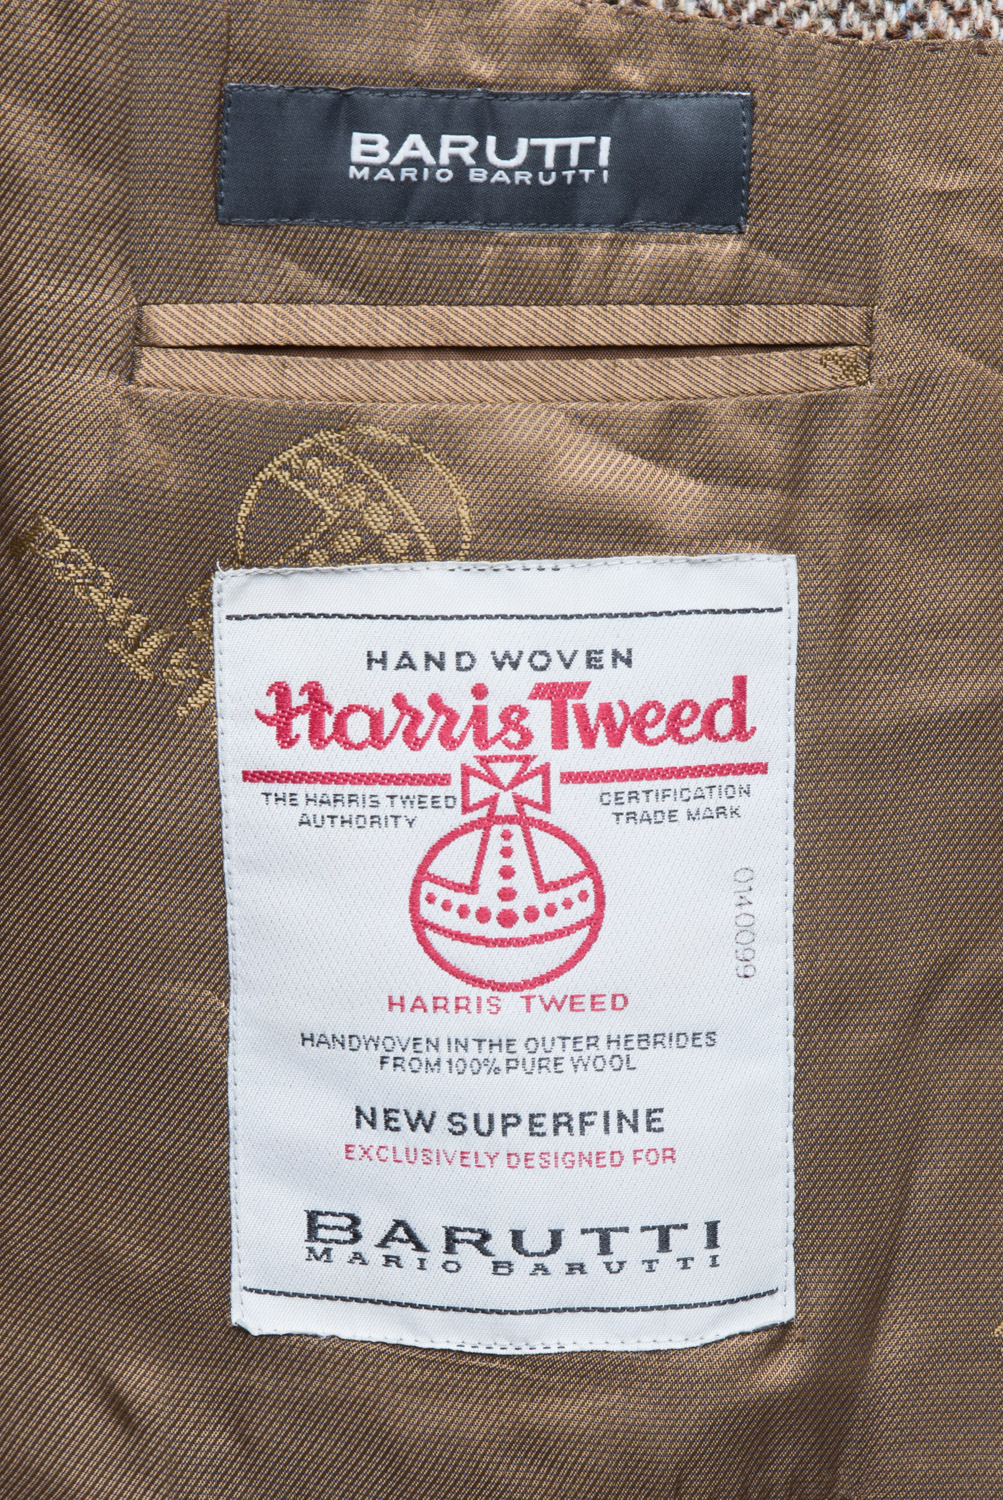 BARUTTI
MARIO BARUTTI
HAND WOVEN
Harris Tweed
THE HARRIS TWEED
AUTHORITY
CERTIFICATION
TRADE MARK
0140099
HARRIS TWEED
HANDWOVEN IN THE OUTER HEBRIDES
FROM 100% PURE WOOL
NEW SUPERFINE
EXCLUSIVELY DESIGNED FOR
BARUTTI
MARIO BARUTTI